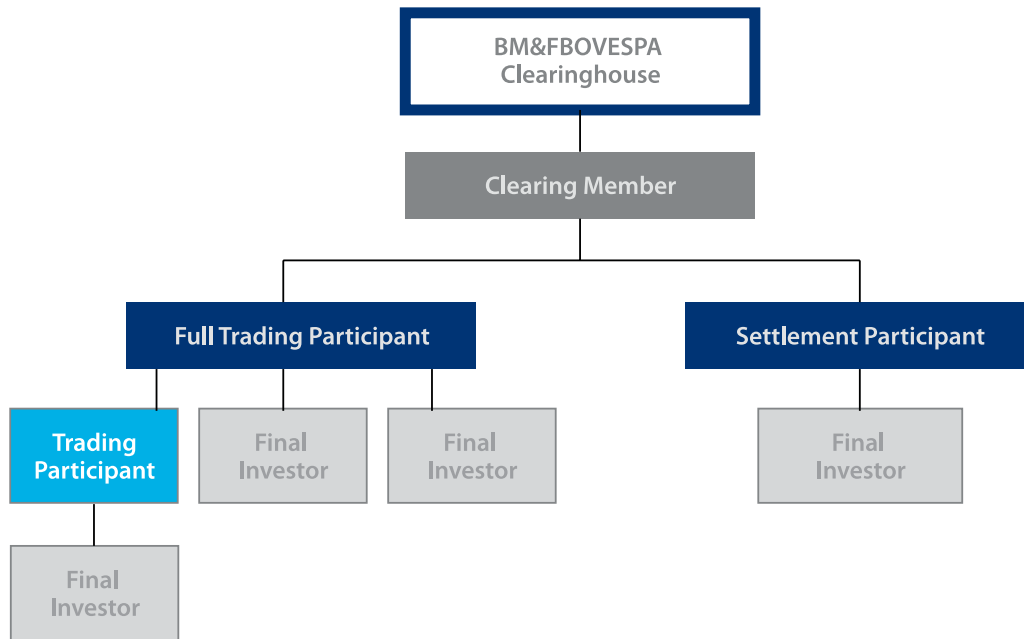 BM&FBOVESPA
Clearinghouse
Clearing Member
Full Trading Participant
Settlement Participant
Trading
Participant
Final
Investor
Final
Investor
Final
Investor
Final
Investor